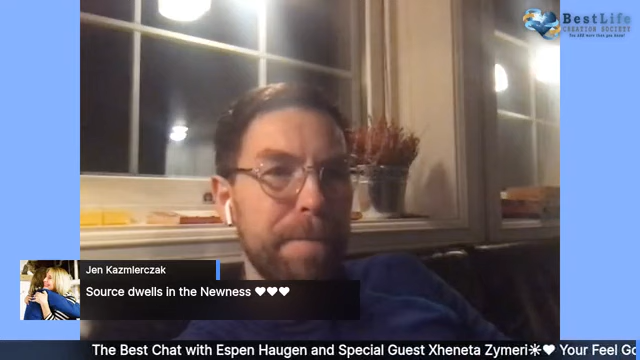 BestLife
CREATION SOCIETY
Jen Kazmierczak
Source dwells in the Newness ♥♥♥
The Best Chat with Espen Haugen and Special Guest Xheneta Zymeri☀♥ Your Feel Go